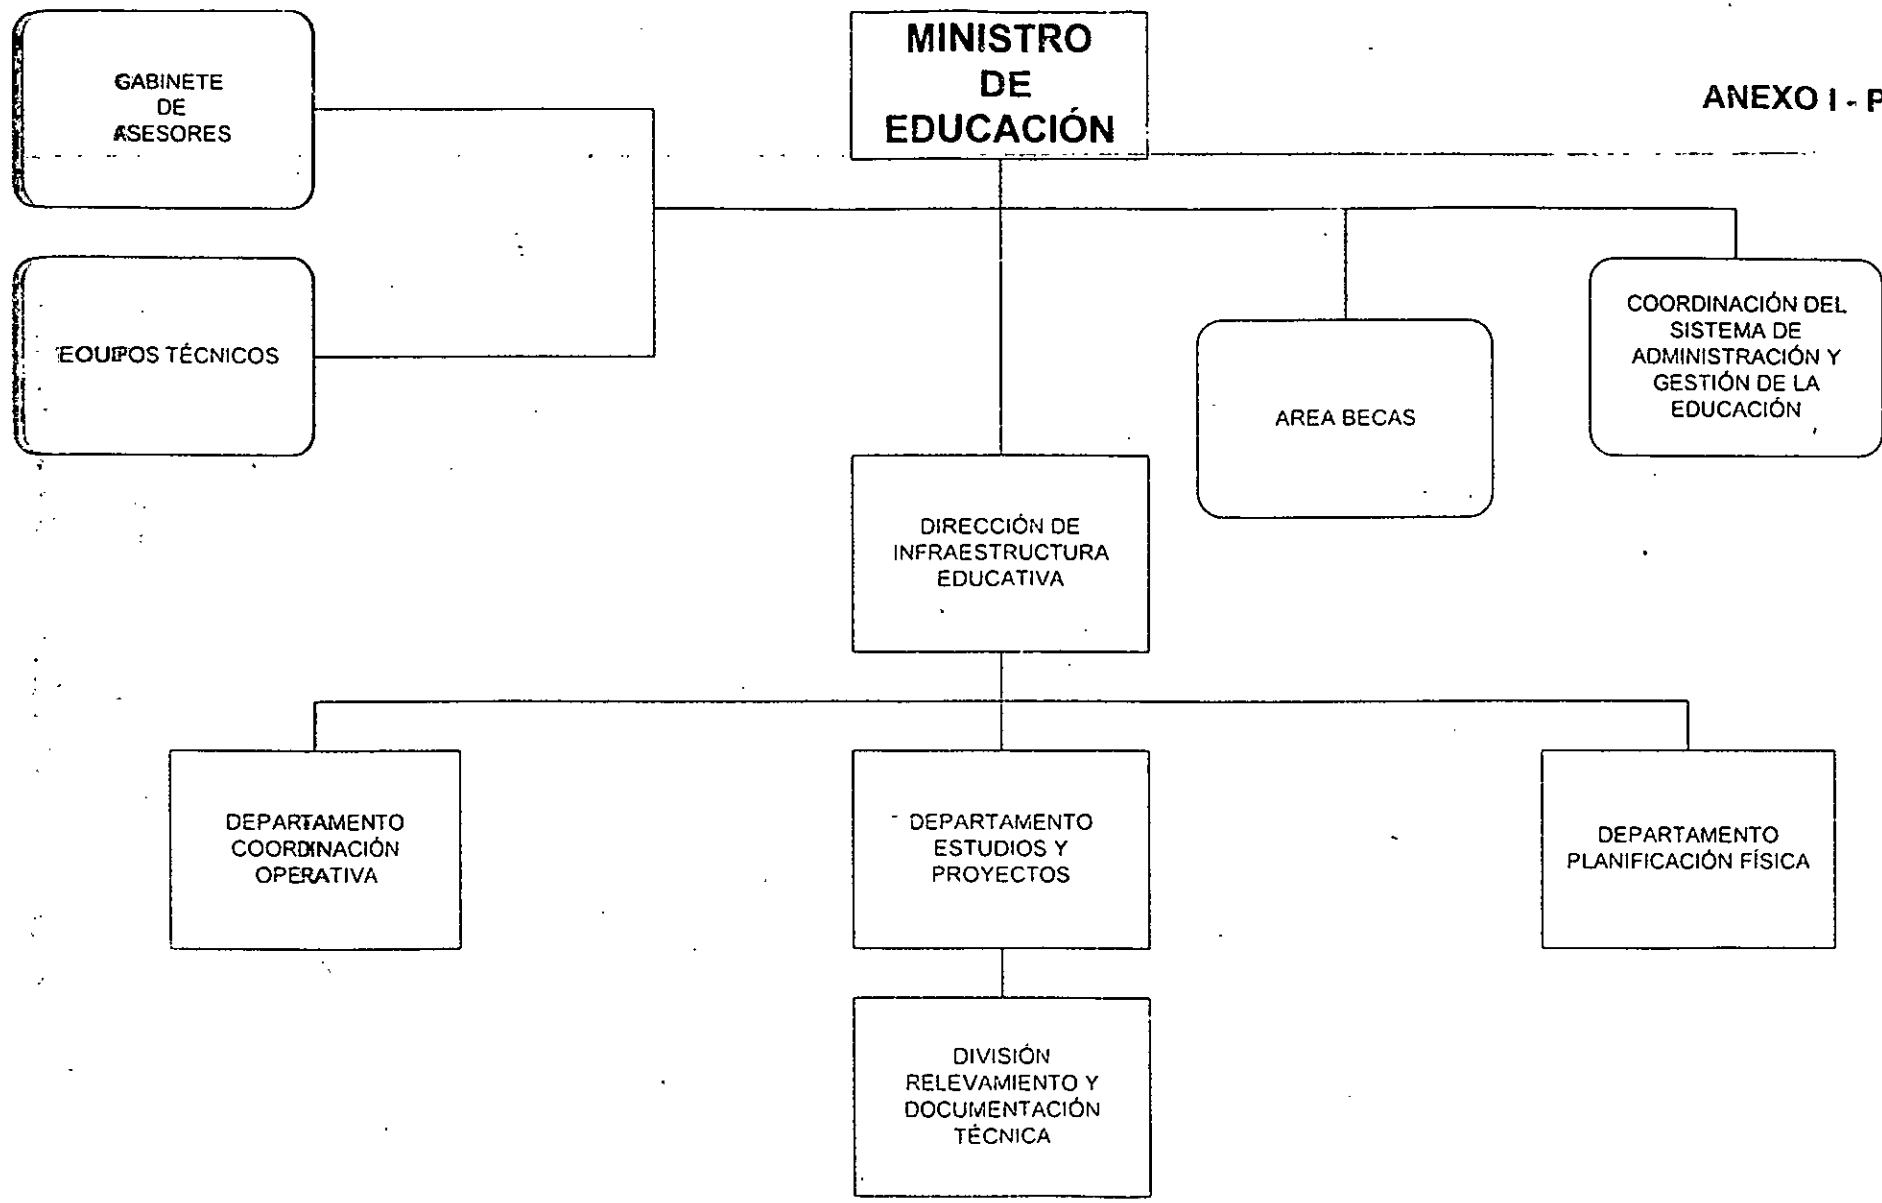 GABINETE
DE
ASESORES
MINISTRO
DE
EDUCACIÓN
ANEXO I - P
EQUIPOS TÉCNICOS
COORDINACIÓN DEL
SISTEMA DE
ADMINISTRACIÓN Y
GESTIÓN DE LA
EDUCACIÓN
AREA BECAS
DIRECCIÓN DE
INFRAESTRUCTURA
EDUCATIVA
DEPARTAMENTO
COORDINACIÓN
OPERATIVA
DEPARTAMENTO
ESTUDIOS Y
PROYECTOS
DEPARTAMENTO
PLANIFICACIÓN FÍSICA
DIVISIÓN
RELEVAMIENTO Y
DOCUMENTACIÓN
TÉCNICA